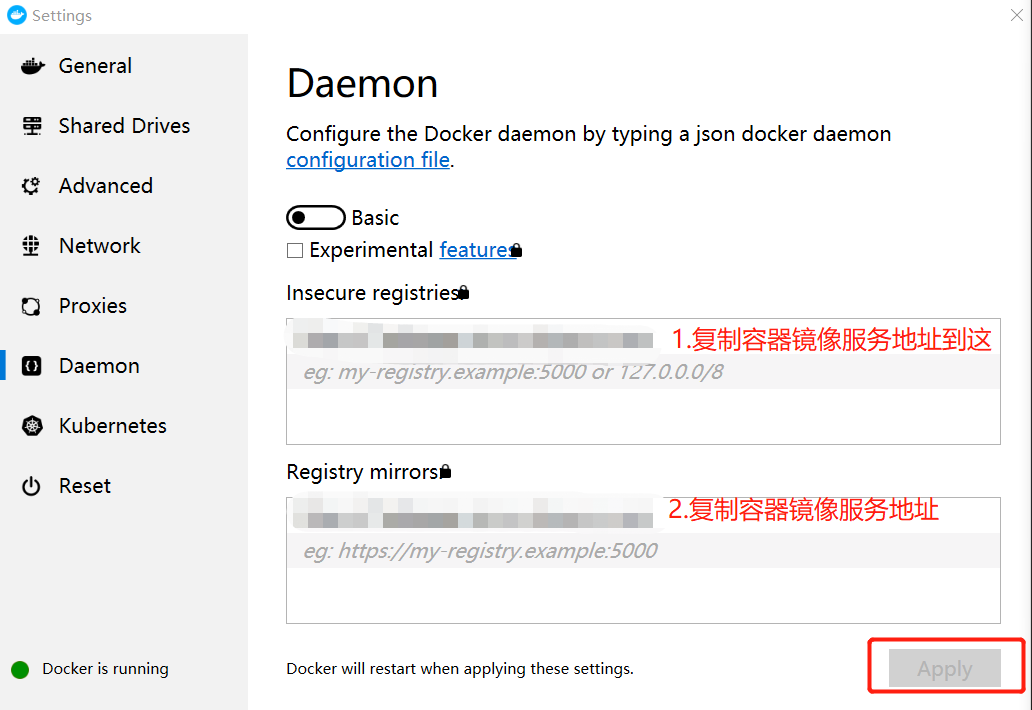 Settings
General
Shared Drives
Advanced
Network
Proxies
Daemon
Kubernetes
Reset
Docker is running
Daemon
Configure the Docker daemon by typing a json docker daemon
configuration file.
Basic
Experimental features
Insecure registries
1.复制容器镜像服务地址到这
eg: my-registry.example:5000 or 127.0.0.0/8
Registry mirrors
2.复制容器镜像服务地址
eg: https://my-registry.example:5000
Docker will restart when applying these settings.
Apply